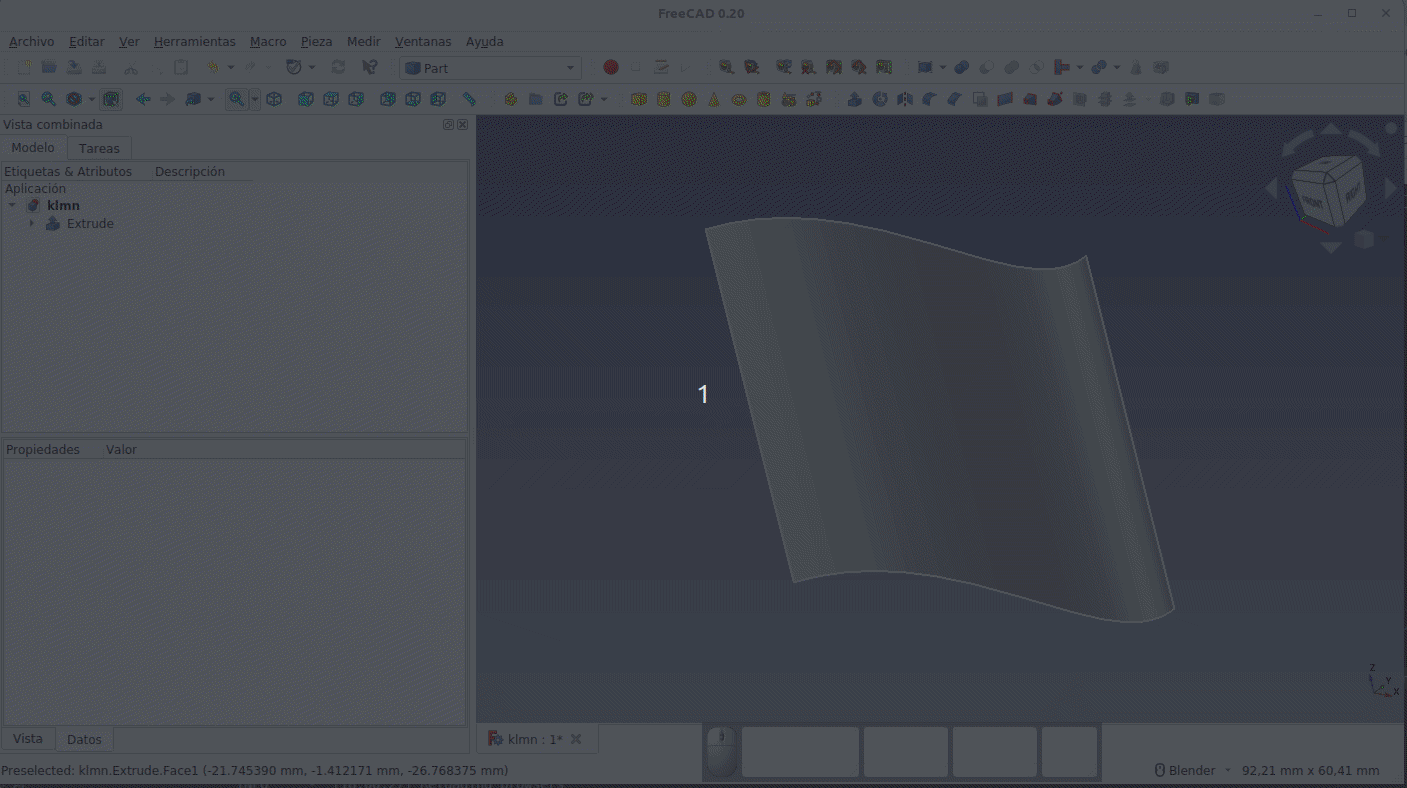 FreeCAD 0.20
Archivo Editar Ver Herramientas Macro Pieza Medir Ventanas Ayuda
Part
Vista combinada
Modelo Tareas
Etiquetas & Atributos Descripción
Aplicación
klmn
Extrude
FRONT RIGHT
1
Propiedades Valor
Z
Y
X
Vista Datos
klmn : 1*
Preselected: klmn.Extrude.Face1 (-21.745390 mm, -1.412171 mm, -26.768375 mm)
Blender 92,21 mm x 60,41 mm